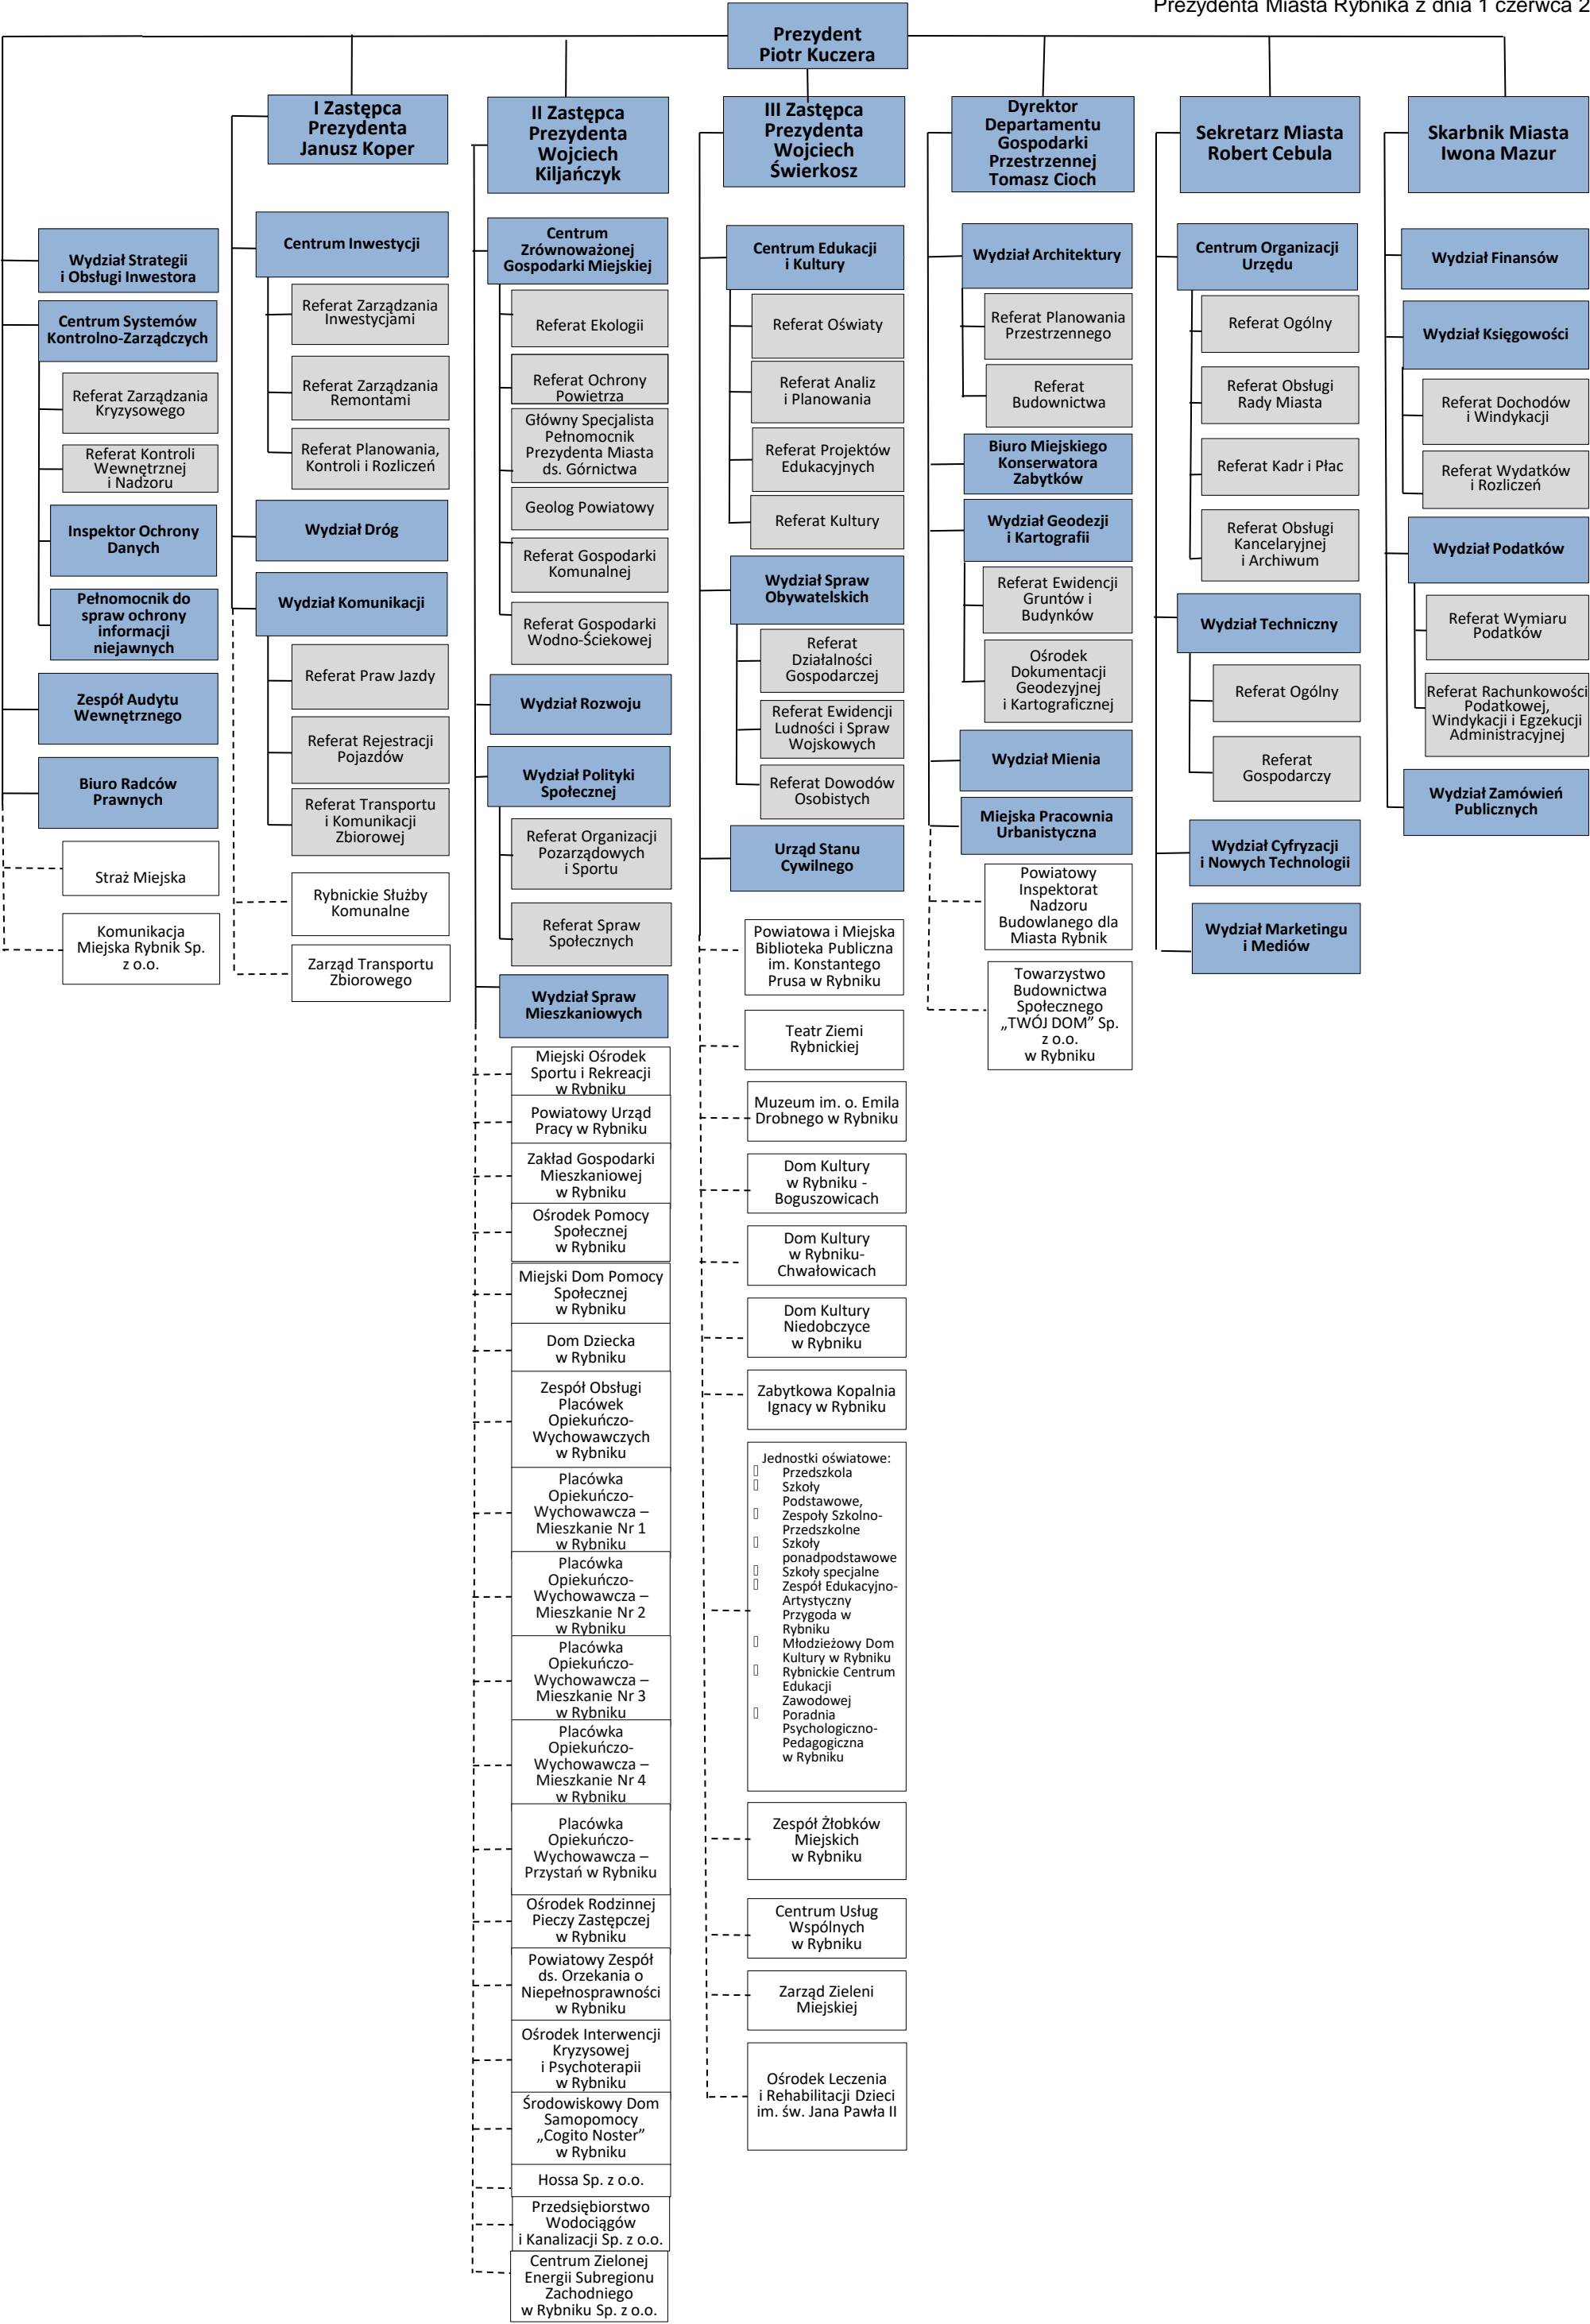 Prezydenta Miasta Rybnika z dnia 1 czerwca 2
Prezydent
Piotr Kuczera
I Zastępca
Prezydenta
Janusz Koper
II Zastępca
Prezydenta
Wojciech
Kiljańczyk
III Zastępca
Prezydenta
Wojciech
Świerkosz
Dyrektor
Departamentu
Gospodarki
Przestrzennej
Tomasz Cioch
Sekretarz Miasta
Robert Cebula
Skarbnik Miasta
Iwona Mazur
Wydział Strategii
i Obsługi Inwestora
Centrum Systemów
Kontrolno-Zarządczych
Referat Zarządzania
Kryzysowego
Referat Kontroli
Wewnętrznej
i Nadzoru
Inspektor Ochrony
Danych
Pełnomocnik do
spraw ochrony
informacji
niejawnych
Zespół Audytu
Wewnętrznego
Biuro Radców
Prawnych
Straż Miejska
Komunikacja
Miejska Rybnik Sp.
z o.o.
Centrum Inwestycji
Referat Zarządzania
Inwestycjami
Referat Zarządzania
Remontami
Referat Planowania,
Kontroli i Rozliczeń
Wydział Dróg
Wydział Komunikacji
Referat Praw Jazdy
Referat Rejestracji
Pojazdów
Referat Transportu
i Komunikacji
Zbiorowej
Rybnickie Służby
Komunalne
Zarząd Transportu
Zbiorowego
Centrum
Zrównoważonej
Gospodarki Miejskiej
Referat Ekologii
Referat Ochrony
Powietrza
Główny Specjalista
Pełnomocnik
Prezydenta Miasta
ds. Górnictwa
Geolog Powiatowy
Referat Gospodarki
Komunalnej
Referat Gospodarki
Wodno-Ściekowej
Wydział Rozwoju
Wydział Polityki
Społecznej
Referat Organizacji
Pozarządowych
i Sportu
Referat Spraw
Społecznych
Wydział Spraw
Mieszkaniowych
Miejski Ośrodek
Sportu i Rekreacji
w Rybniku
Powiatowy Urząd
Pracy w Rybniku
Zakład Gospodarki
Mieszkaniowej
w Rybniku
Ośrodek Pomocy
Społecznej
w Rybniku
Miejski Dom Pomocy
Społecznej
w Rybniku
Dom Dziecka
w Rybniku
Zespół Obsługi
Placówek
Opiekuńczo-
Wychowawczych
w Rybniku
Placówka
Opiekuńczo-
Wychowawcza –
Mieszkanie Nr 1
w Rybniku
Placówka
Opiekuńczo-
Wychowawcza –
Mieszkanie Nr 2
w Rybniku
Placówka
Opiekuńczo-
Wychowawcza –
Mieszkanie Nr 3
w Rybniku
Placówka
Opiekuńczo-
Wychowawcza –
Mieszkanie Nr 4
w Rybniku
Placówka
Opiekuńczo-
Wychowawcza –
Przystań w Rybniku
Ośrodek Rodzinnej
Pieczy Zastępczej
w Rybniku
Powiatowy Zespół
ds. Orzekania o
Niepełnosprawności
w Rybniku
Ośrodek Interwencji
Kryzysowej
i Psychoterapii
w Rybniku
Środowiskowy Dom
Samopomocy
„Cogito Noster”
w Rybniku
Hossa Sp. z o.o.
Przedsiębiorstwo
Wodociągów
i Kanalizacji Sp. z o.o.
Centrum Zielonej
Energii Subregionu
Zachodniego
w Rybniku Sp. z o.o.
Centrum Edukacji
i Kultury
Referat Oświaty
Referat Analiz
i Planowania
Referat Projektów
Edukacyjnych
Referat Kultury
Wydział Spraw
Obywatelskich
Referat
Działalności
Gospodarczej
Referat Ewidencji
Ludności i Spraw
Wojskowych
Referat Dowodów
Osobistych
Urząd Stanu
Cywilnego
Powiatowa i Miejska
Biblioteka Publiczna
im. Konstantego
Prusa w Rybniku
Teatr Ziemi
Rybnickiej
Muzeum im. o. Emila
Drobnego w Rybniku
Dom Kultury
w Rybniku -
Boguszowicach
Dom Kultury
w Rybniku-
Chwałowicach
Dom Kultury
Niedobczyce
w Rybniku
Zabytkowa Kopalnia
Ignacy w Rybniku
Jednostki oświatowe:
Przedszkola
Szkoły
Podstawowe,
Zespoły Szkolno-
Przedszkolne
Szkoły
ponadpodstawowe
Szkoły specjalne
Zespół Edukacyjno-
Artystyczny
Przygoda w
Rybniku
Młodzieżowy Dom
Kultury w Rybniku
Rybnickie Centrum
Edukacji
Zawodowej
Poradnia
Psychologiczno-
Pedagogiczna
w Rybniku
Zespół Żłobków
Miejskich
w Rybniku
Centrum Usług
Wspólnych
w Rybniku
Zarząd Zieleni
Miejskiej
Ośrodek Leczenia
i Rehabilitacji Dzieci
im. św. Jana Pawła II
Wydział Architektury
Referat Planowania
Przestrzennego
Referat
Budownictwa
Biuro Miejskiego
Konserwatora
Zabytków
Wydział Geodezji
i Kartografii
Referat Ewidencji
Gruntów i
Budynków
Ośrodek
Dokumentacji
Geodezyjnej
i Kartograficznej
Wydział Mienia
Miejska Pracownia
Urbanistyczna
Powiatowy
Inspektorat
Nadzoru
Budowlanego dla
Miasta Rybnik
Towarzystwo
Budownictwa
Społecznego
„TWÓJ DOM” Sp.
z o.o.
w Rybniku
Centrum Organizacji
Urzędu
Referat Ogólny
Referat Obsługi
Rady Miasta
Referat Kadr i Płac
Referat Obsługi
Kancelaryjnej
i Archiwum
Wydział Techniczny
Referat Ogólny
Referat
Gospodarczy
Wydział Cyfryzacji
i Nowych Technologii
Wydział Marketingu
i Mediów
Wydział Finansów
Wydział Księgowości
Referat Dochodów
i Windykacji
Referat Wydatków
i Rozliczeń
Wydział Podatków
Referat Wymiaru
Podatków
Referat Rachunkowości
Podatkowej,
Windykacji i Egzekucji
Administracyjnej
Wydział Zamówień
Publicznych